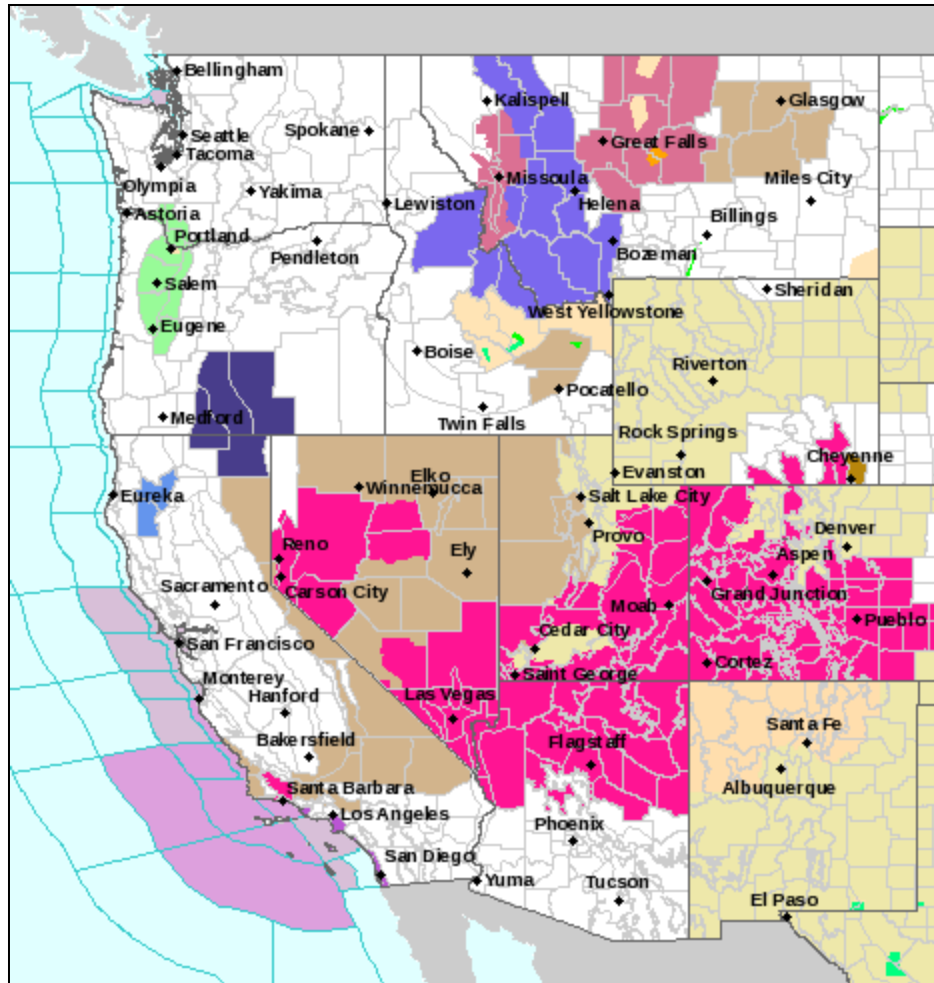 Bellingham
Kalispell
Glasgow
Seattle
Spokane
Great Falls
Tacoma
Olympia
Yakima
Missoula
Miles City
Lewiston
Helena
Astoria
Billings
Portland
Pendleton
Bozeman
Salem
Sheridan
West Yellowstone
Eugene
Boise
Riverton
Pocatello
Medford
Twin Falls
Rock Springs
Cheyenne
Elko
Evanston
Winnemucca
Eureka
Salt Lake City
Denver
Provo
Reno
Ely
Aspen
Sacramento
Carson City
Grand Junction
Moab
Pueblo
Cedar City
San Francisco
Cortez
Saint George
Monterey
Hanford
Las Vegas
Santa Fe
Bakersfield
Flagstaff
Albuquerque
Santa Barbara
Los Angeles
Phoenix
San Diego
Yuma
Tucson
El Paso